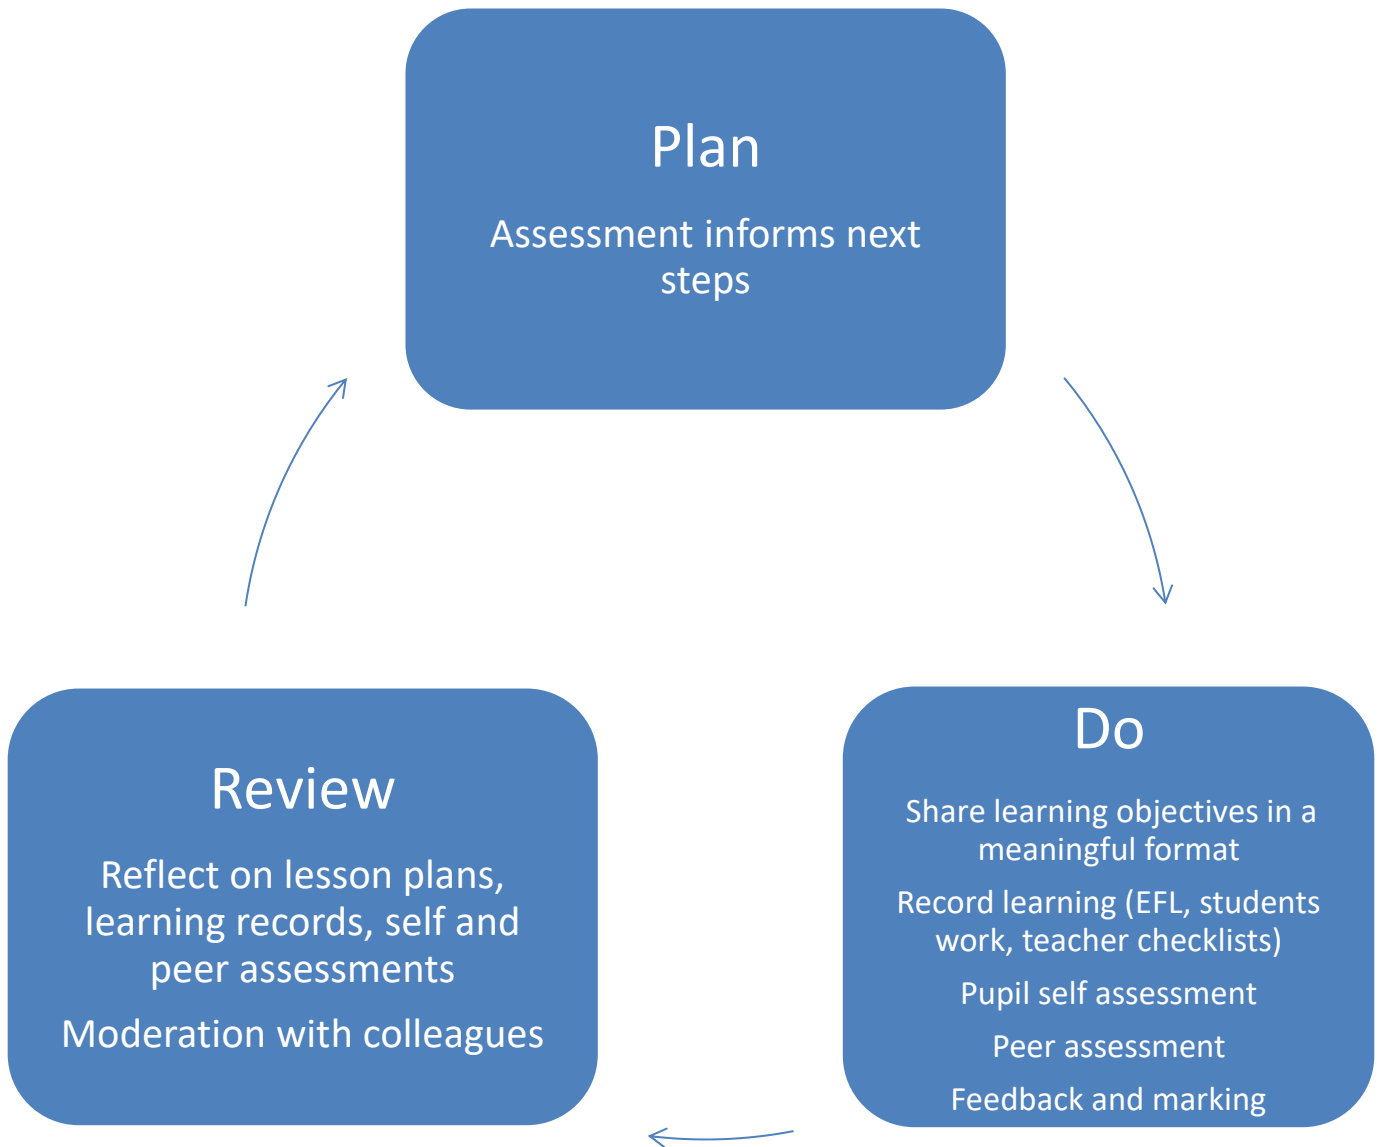 Plan
Assessment informs next
steps
Do
Share learning objectives in a
meaningful format
Record learning (EFL, students
work, teacher checklists)
Pupil self assessment
Peer assessment
Feedback and marking
Review
Reflect on lesson plans,
learning records, self and
peer assessments
Moderation with colleagues